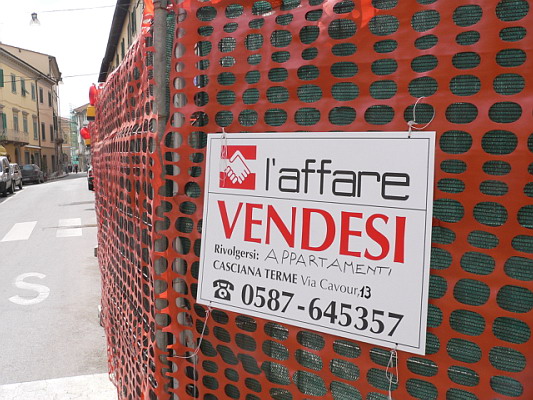 l'affare
VENDESI
Rivolgersi: APPARTAMENTI
CASCIANA TERME Via Cavour, 13
☎ 0587-645357
S